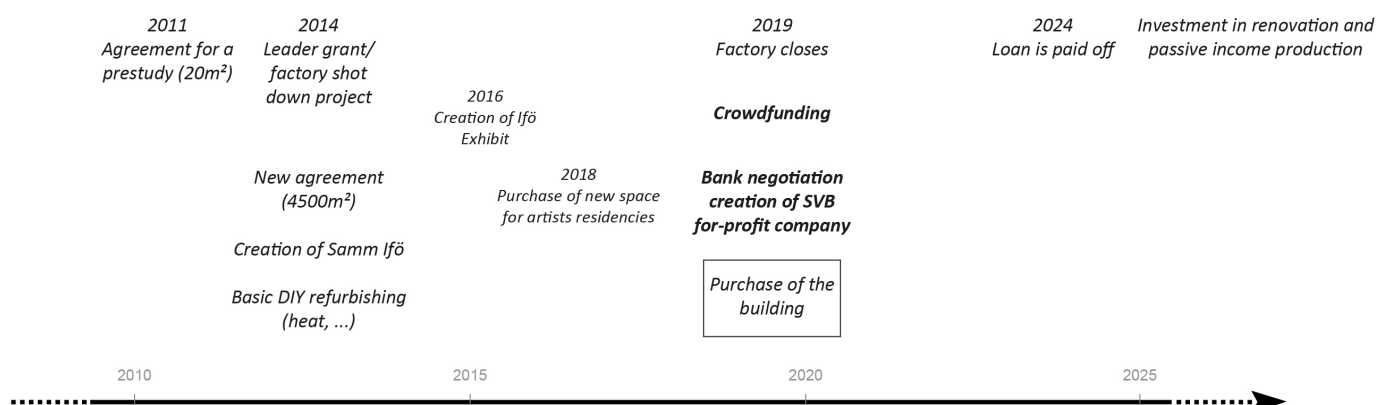 2011
Agreement for a
prestudy (20m²)
2014
Leader grant/
factory shot
down project
New agreement
(4500m²)
Creation of Samm Ifö
Basic DIY refurbishing
(heat, ...)
2016
Creation of Ifö
Exhibit
2018
Purchase of new space
for artists residencies
2019
Factory closes
Crowdfunding
Bank negotiation
creation of SVB
for-profit company
Purchase of the
building
2024
Loan is paid off
Investment in renovation and
passive income production
2010
2015
2020
2025